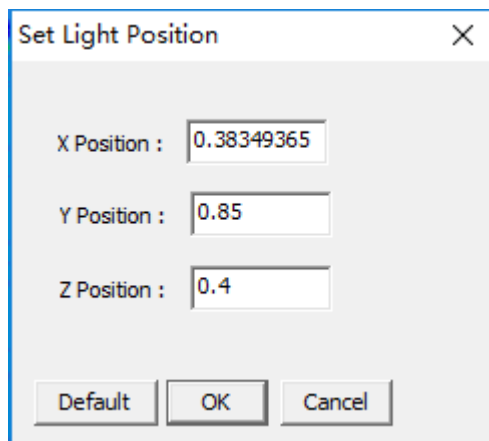 Set Light Position
X Position : 0.38349365
Y Position : 0.85
Z Position : 0.4
Default OK Cancel